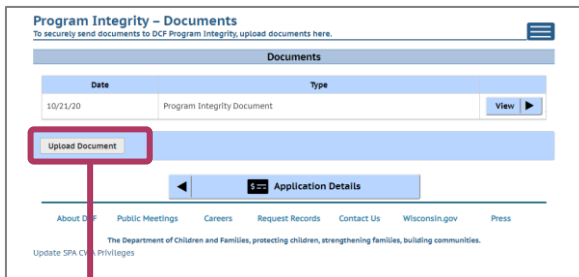 Program Integrity – Documents
To securely send documents to DCF Program Integrity, upload documents here.
Documents
Date Type
10/21/20 Program Integrity Document View
Upload Document
$ Application Details
About DCF Public Meetings Careers Request Records Contact Us Wisconsin.gov Press
The Department of Children and Families, protecting children, strengthening families, building communities.
Update SPA CWA Privileges